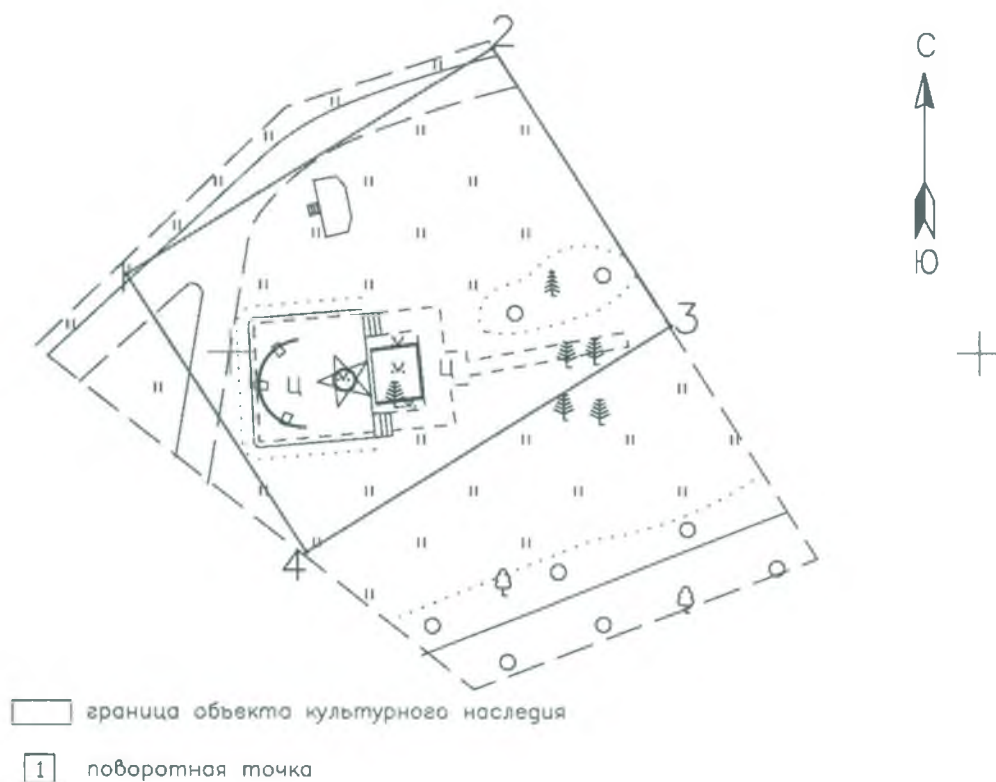 2
С
Ю
1
3
Ц
М
М
Ц
4
граница объекта культурного наследия
1 поворотная точка